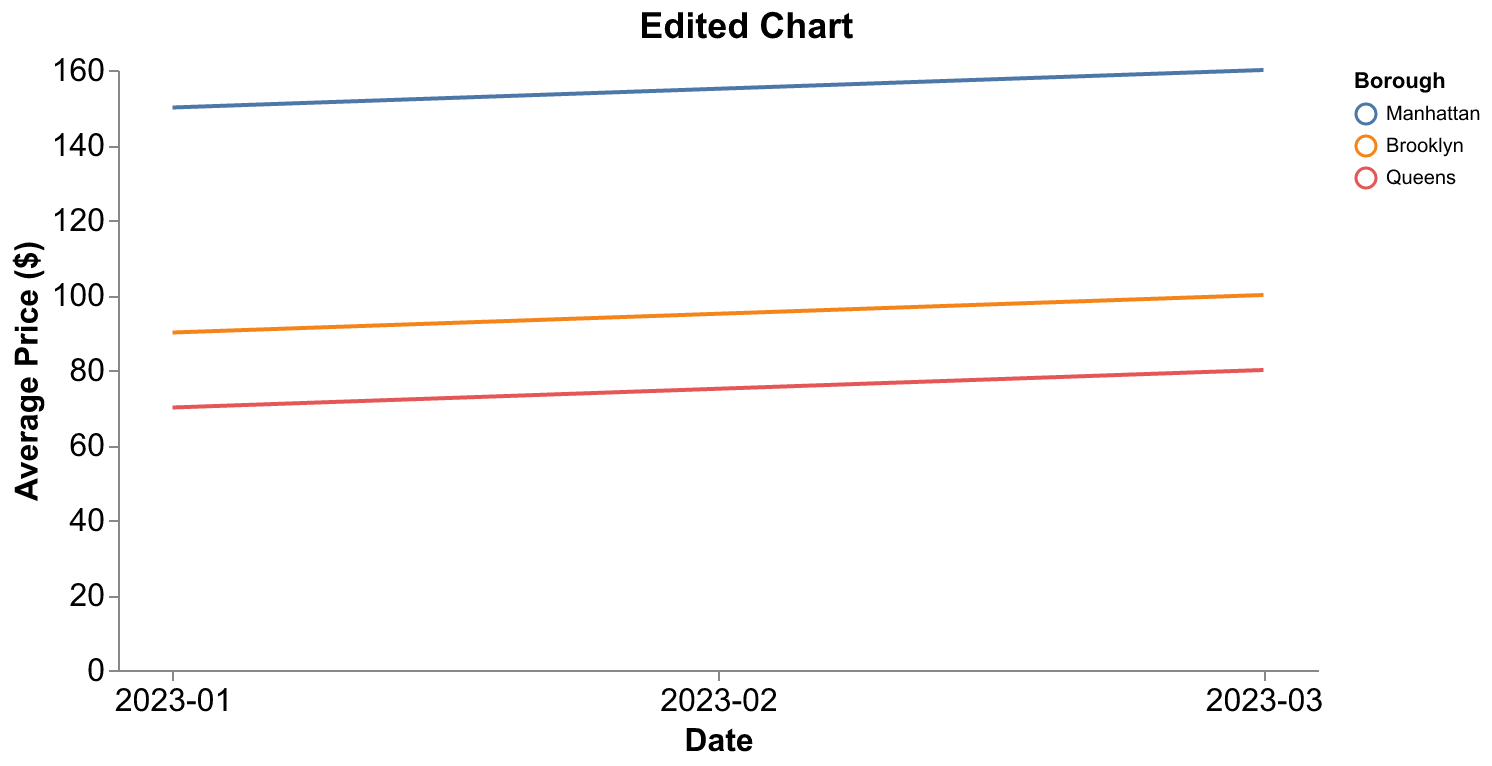 Edited Chart
Average Price ($)
160
140
120
100
80
60
40
20
0
2023-01
2023-02
2023-03
Date
Borough
Manhattan
Brooklyn
Queens